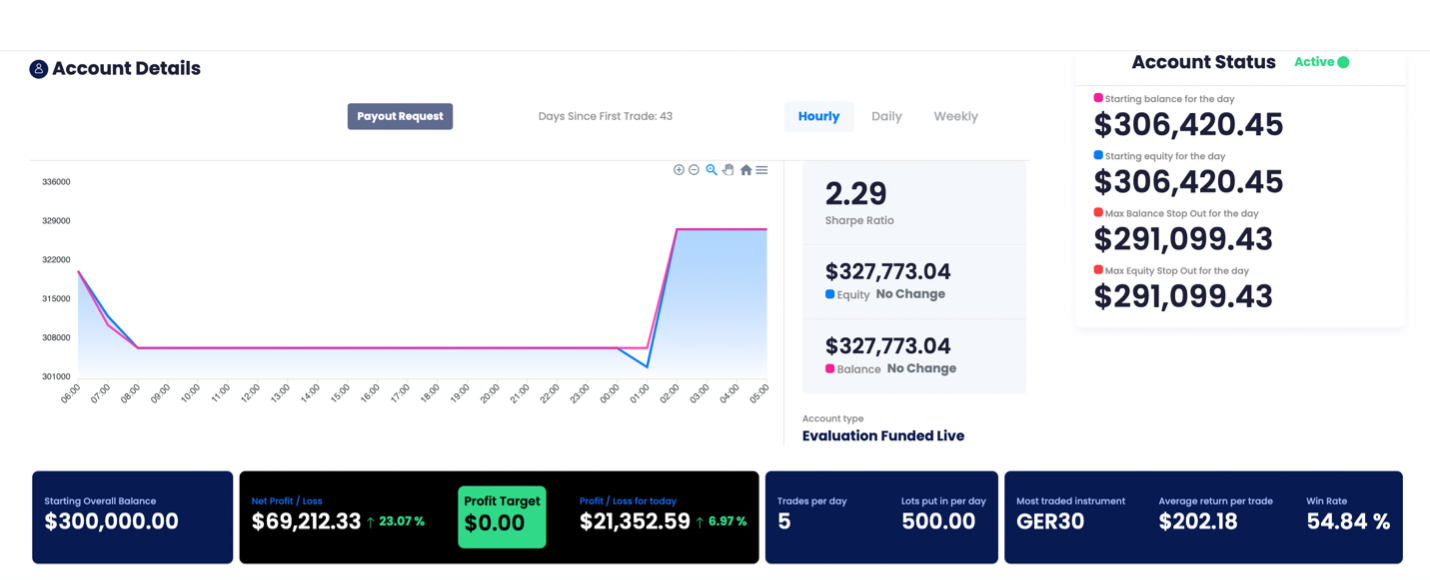 Account Details
Payout Request
Days Since First Trade: 43
Hourly Daily Weekly
336000
329000
322000
315000
308000
301000
06:00 07:00 08:00 09:00 10:00 11:00 12:00 13:00 14:00 15:00 16:00 17:00 18:00 19:00 20:00 21:00 22:00 23:00 00:00 01:00 02:00 03:00 04:00 05:00
2.29
Sharpe Ratio
$327,773.04
Equity No Change
$327,773.04
Balance No Change
Account type
Evaluation Funded Live
Account Status Active
Starting balance for the day
$306,420.45
Starting equity for the day
$306,420.45
Max Balance Stop Out for the day
$291,099.43
Max Equity Stop Out for the day
$291,099.43
Starting Overall Balance
$300,000.00
Net Profit / Loss
$69,212.33 ↑ 23.07 %
Profit Target
$0.00
Profit / Loss for today
$21,352.59 ↑ 6.97 %
Trades per day
5
Lots put in per day
500.00
Most traded instrument
GER30
Average return per trade
$202.18
Win Rate
54.84 %